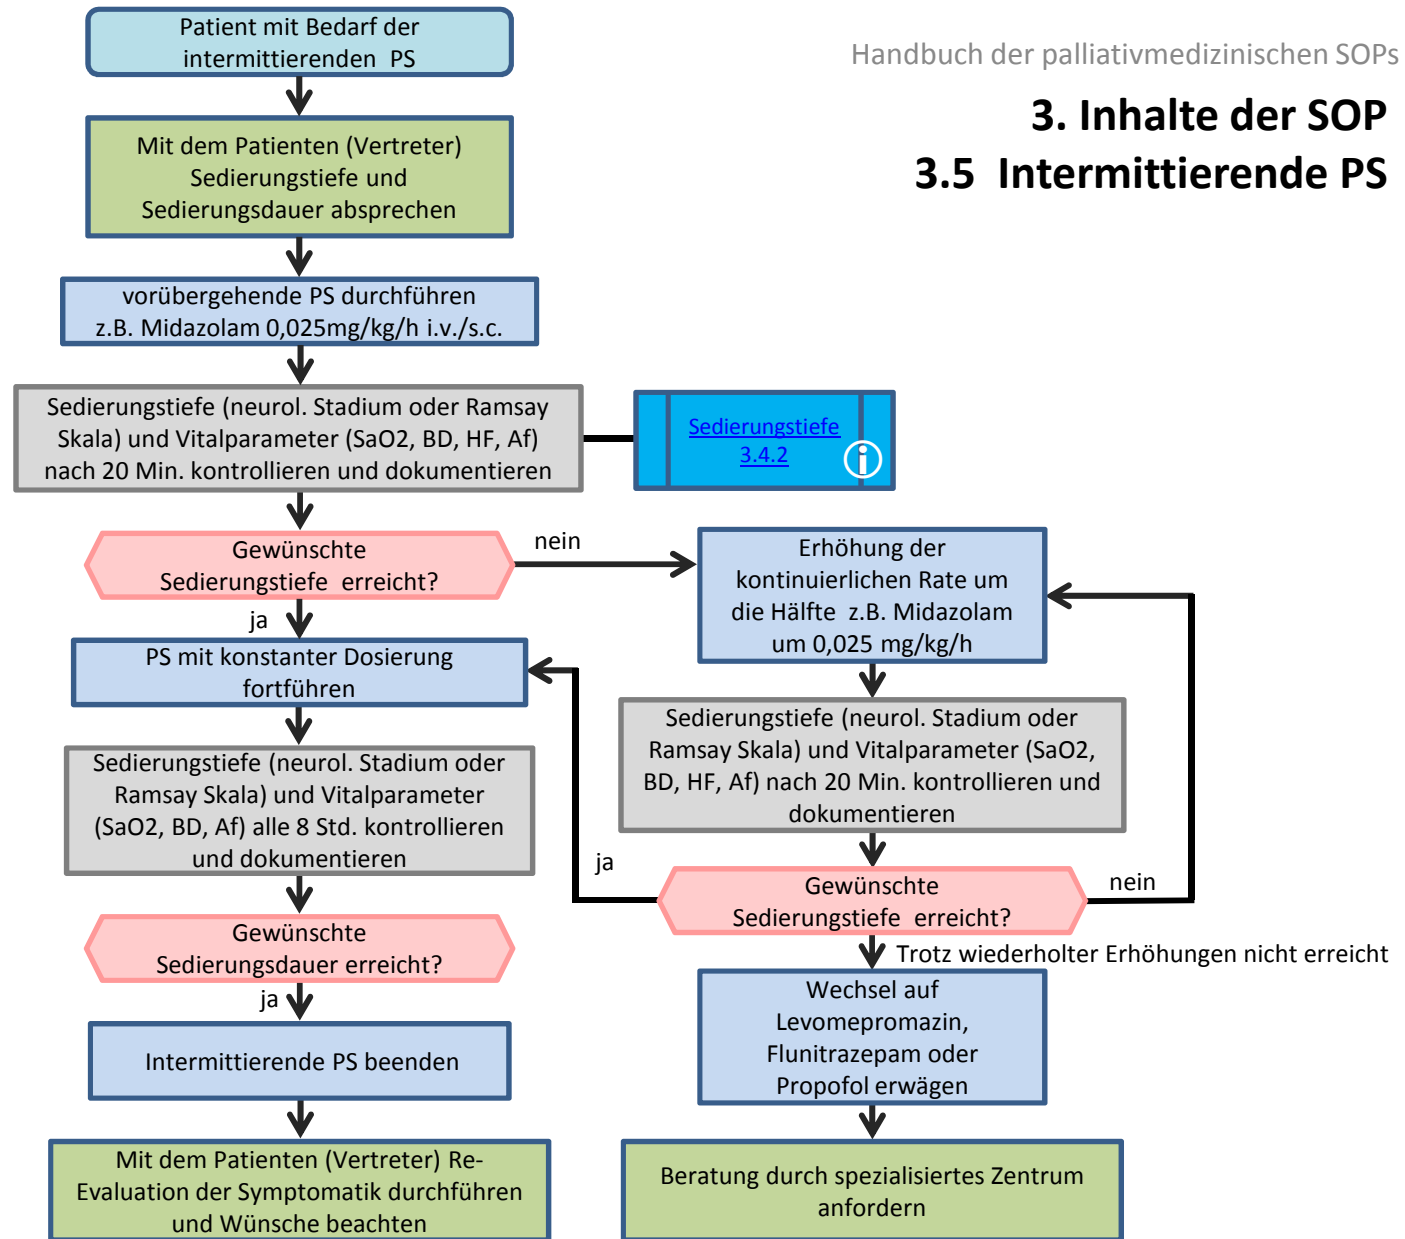 Handbuch der palliativmedizinischen SOPs
3. Inhalte der SOP
3.5 Intermittierende PS
Patient mit Bedarf der
intermittierenden PS
Mit dem Patienten (Vertreter)
Sedierungstiefe und
Sedierungsdauer absprechen
vorübergehende PS durchführen
z.B. Midazolam 0,025mg/kg/h i.v./s.c.
Sedierungstiefe (neurol. Stadium oder Ramsay
Skala) und Vitalparameter (SaO2, BD, HF, Af)
nach 20 Min. kontrollieren und dokumentieren
Sedierungstiefe
3.4.2
i
Gewünschte
Sedierungstiefe erreicht?
nein
ja
Erhöhung der
kontinuierlichen Rate um
die Hälfte z.B. Midazolam
um 0,025 mg/kg/h
PS mit konstanter Dosierung
fortführen
Sedierungstiefe (neurol. Stadium oder
Ramsay Skala) und Vitalparameter (SaO2,
BD, HF, Af) nach 20 Min. kontrollieren und
dokumentieren
Sedierungstiefe (neurol. Stadium oder
Ramsay Skala) und Vitalparameter
(SaO2, BD, Af) alle 8 Std. kontrollieren
und dokumentieren
ja
Gewünschte
Sedierungstiefe erreicht?
nein
Gewünschte
Sedierungsdauer erreicht?
ja
Trotz wiederholter Erhöhungen nicht erreicht
Wechsel auf
Levomepromazin,
Flunitrazepam oder
Propofol erwägen
Intermittierende PS beenden
Mit dem Patienten (Vertreter) Re-
Evaluation der Symptomatik durchführen
und Wünsche beachten
Beratung durch spezialisiertes Zentrum
anfordern